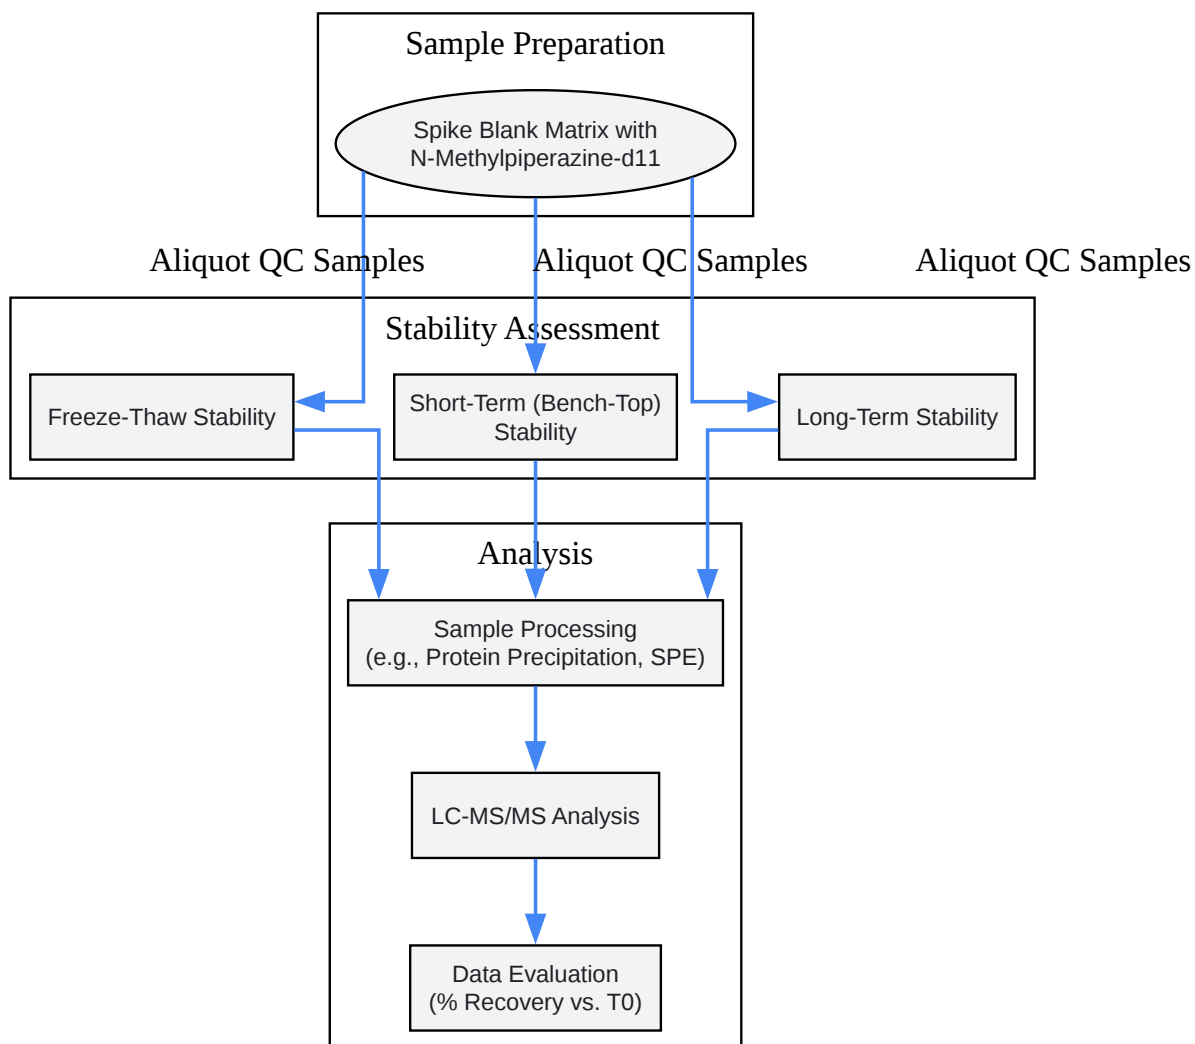 Sample Preparation
Spike Blank Matrix with
N-Methylpiperazine-d11
Aliquot QC Samples
Aliquot QC Samples
Aliquot QC Samples
Stability Assessment
Freeze-Thaw Stability
Short-Term (Bench-Top)
Stability
Long-Term Stability
Analysis
Sample Processing
(e.g., Protein Precipitation, SPE)
LC-MS/MS Analysis
Data Evaluation
(% Recovery vs. T0)